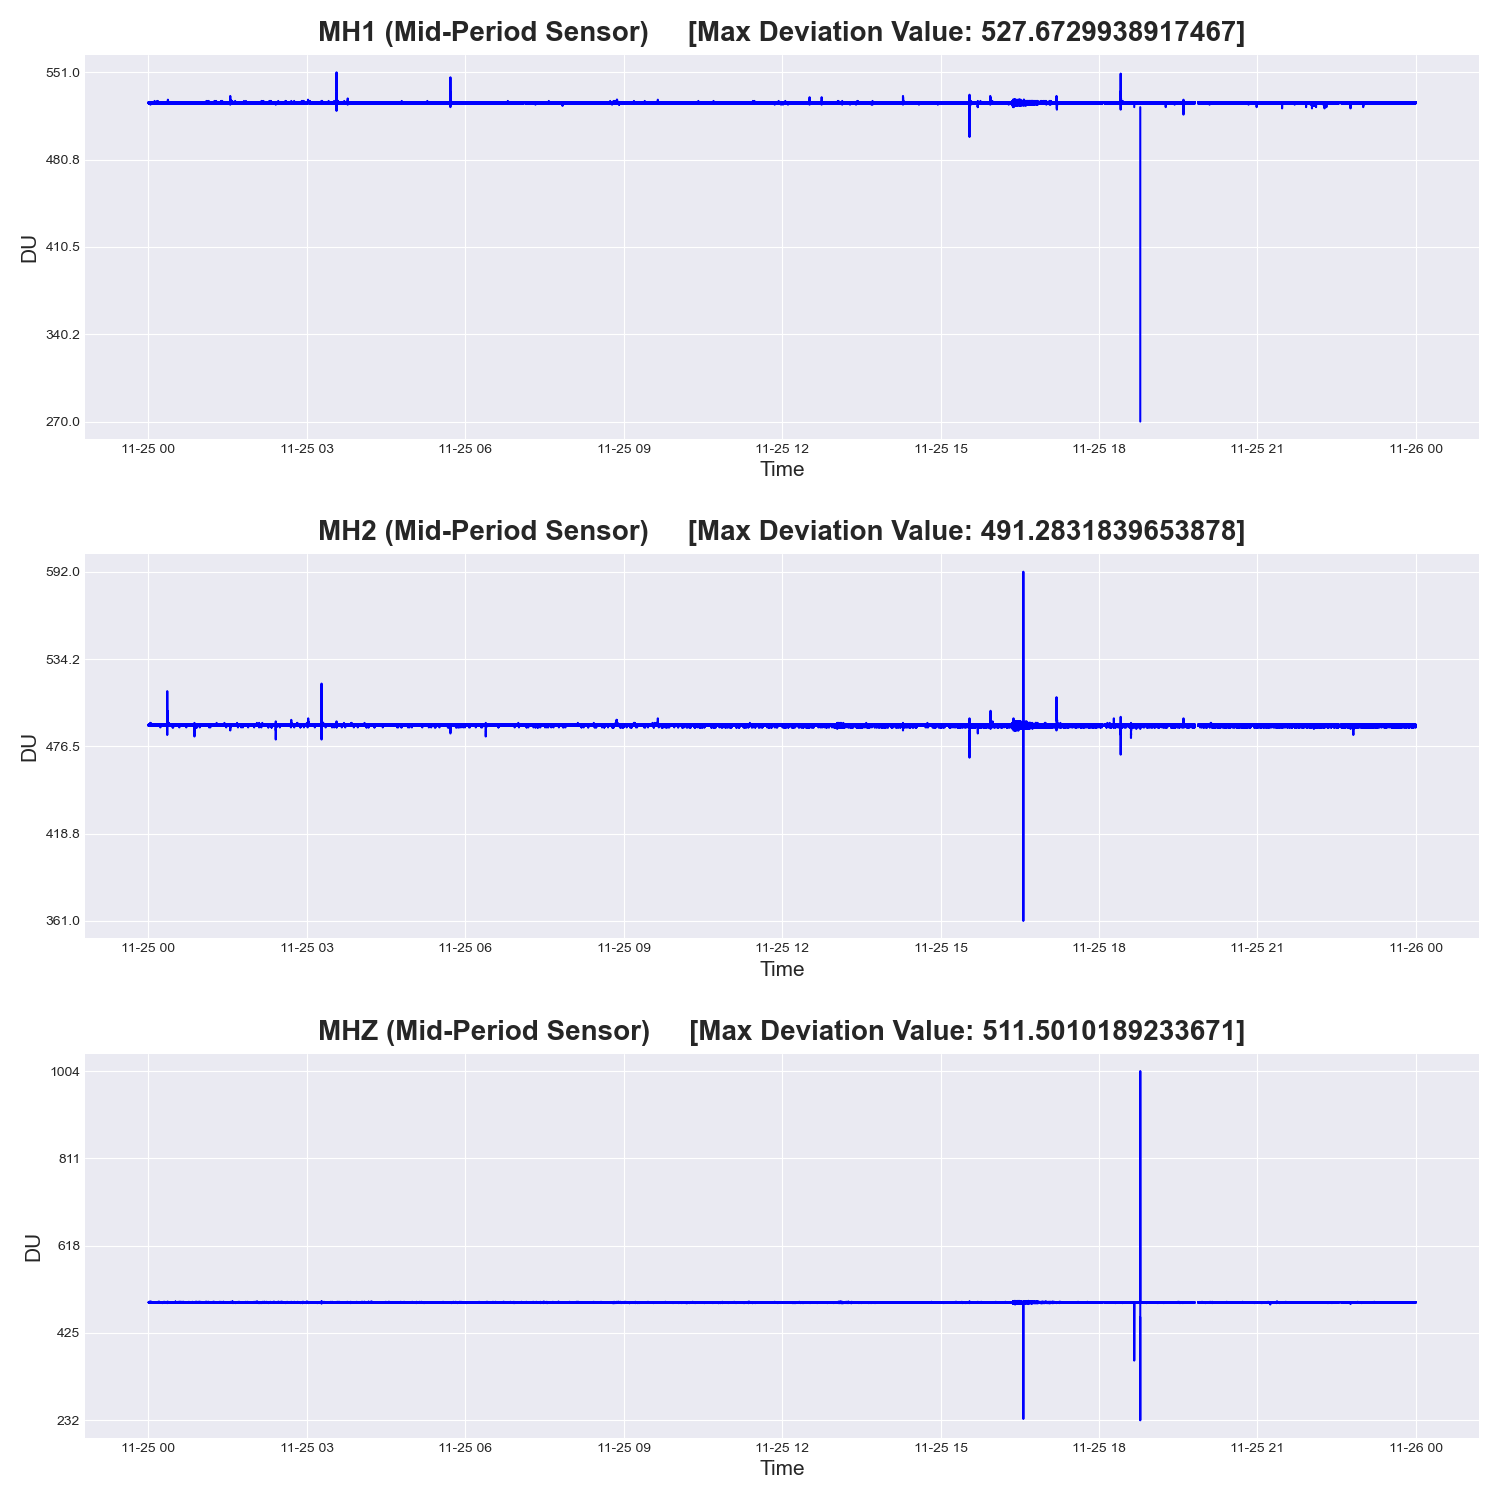 MH1 (Mid-Period Sensor) [Max Deviation Value: 527.6729938917467]
551.0
480.8
410.5
340.2
270.0
DU
11-25 00 11-25 03 11-25 06 11-25 09 11-25 12 11-25 15 11-25 18 11-25 21 11-26 00
Time
MH2 (Mid-Period Sensor) [Max Deviation Value: 491.2831839653878]
592.0
534.2
476.5
418.8
361.0
DU
11-25 00 11-25 03 11-25 06 11-25 09 11-25 12 11-25 15 11-25 18 11-25 21 11-26 00
Time
MHZ (Mid-Period Sensor) [Max Deviation Value: 511.5010189233671]
1004
811
618
425
232
DU
11-25 00 11-25 03 11-25 06 11-25 09 11-25 12 11-25 15 11-25 18 11-25 21 11-26 00
Time